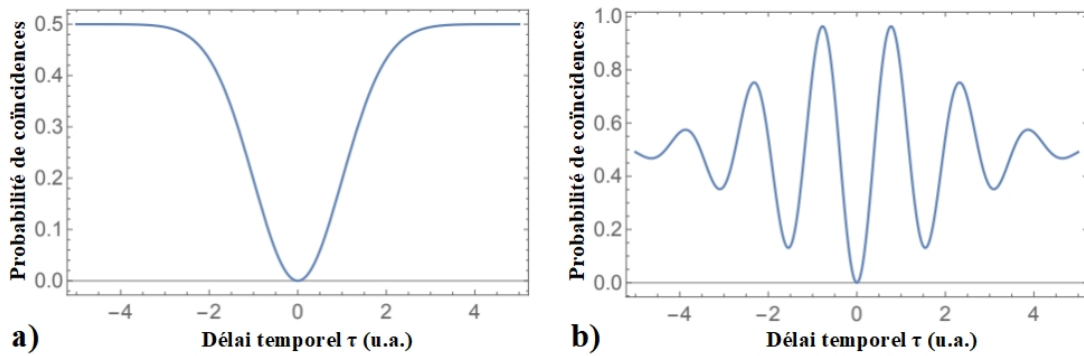 Probabilité de coïncidences
0.5
0.4
0.3
0.2
0.1
0.0
−4 −2 0 2 4
a) Délai temporel τ (u.a.)
Probabilité de coïncidences
1.0
0.8
0.6
0.4
0.2
0.0
−4 −2 0 2 4
b) Délai temporel τ (u.a.)